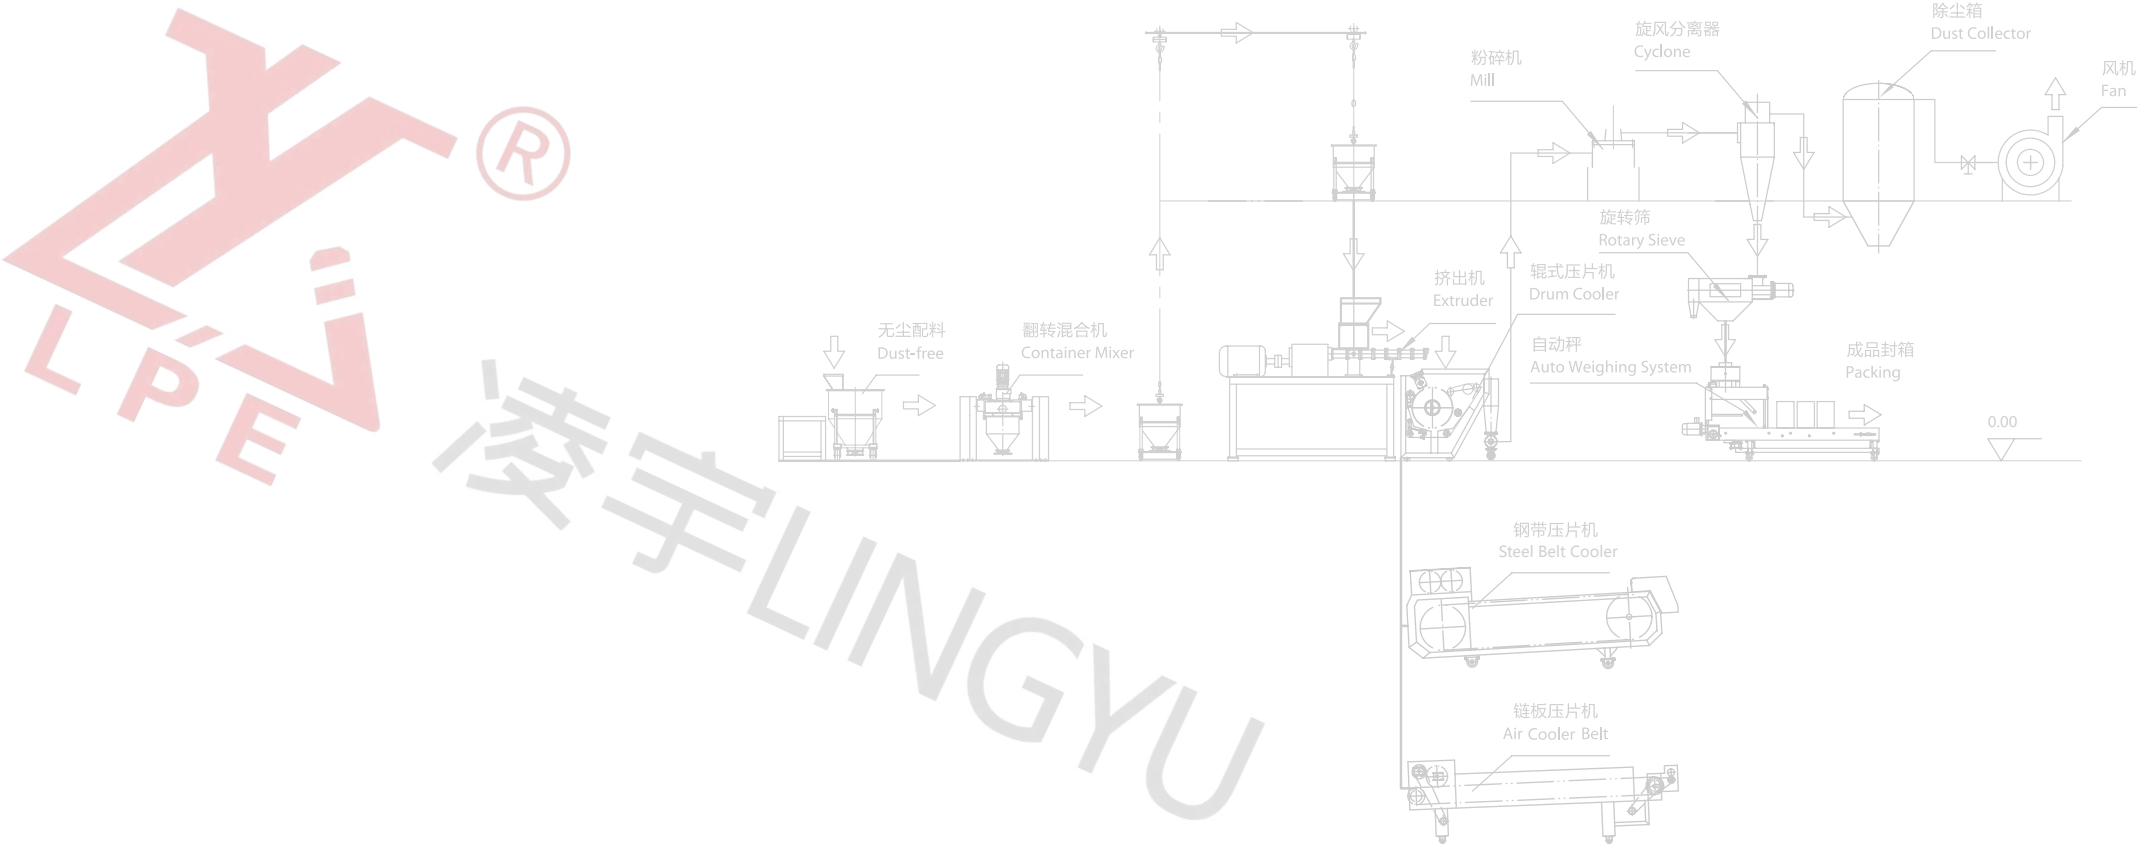 除尘箱
Dust Collector
旋风分离器
Cyclone
粉碎机
Mill
风机
Fan
®
LPE
旋转筛
Rotary Sieve
挤出机
Extruder
辊式压片机
Drum Cooler
无尘配料
Dust-free
翻转混合机
Container Mixer
自动秤
Auto Weighing System
成品封箱
Packing
0.00
凌宇LINGYU
钢带压片机
Steel Belt Cooler
链板压片机
Air Cooler Belt